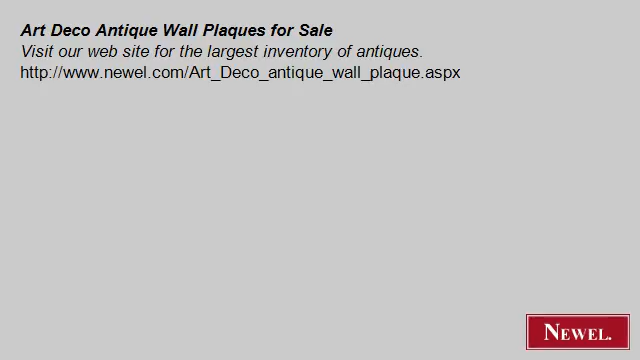 Art Deco Antique Wall Plaques for Sale
Visit our web site for the largest inventory of antiques.
http://www.newel.com/Art_Deco_antique_wall_plaque.aspx
NEWEL.